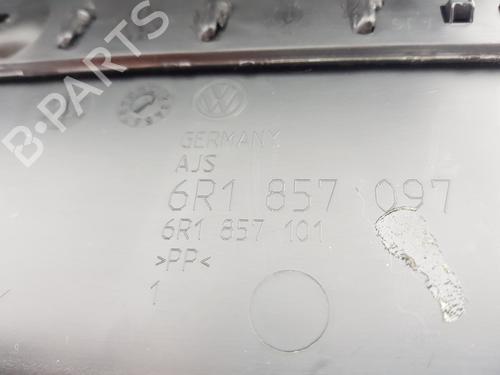 B-PARTS
GERMANY
AJS
6R1 857 097
6R1 857 101
>PP<
1